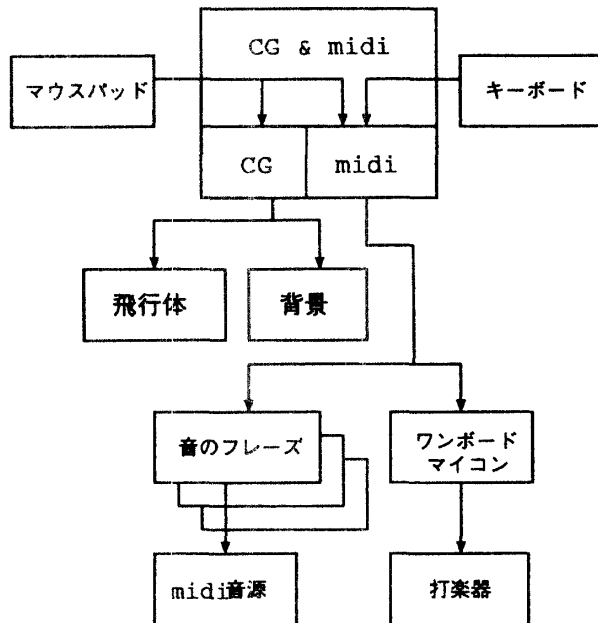 CG & midi
マウスパッド
キーボード
CG
midi
飛行体
背景
音のフレーズ
ワンボード
マイコン
midi音源
打楽器